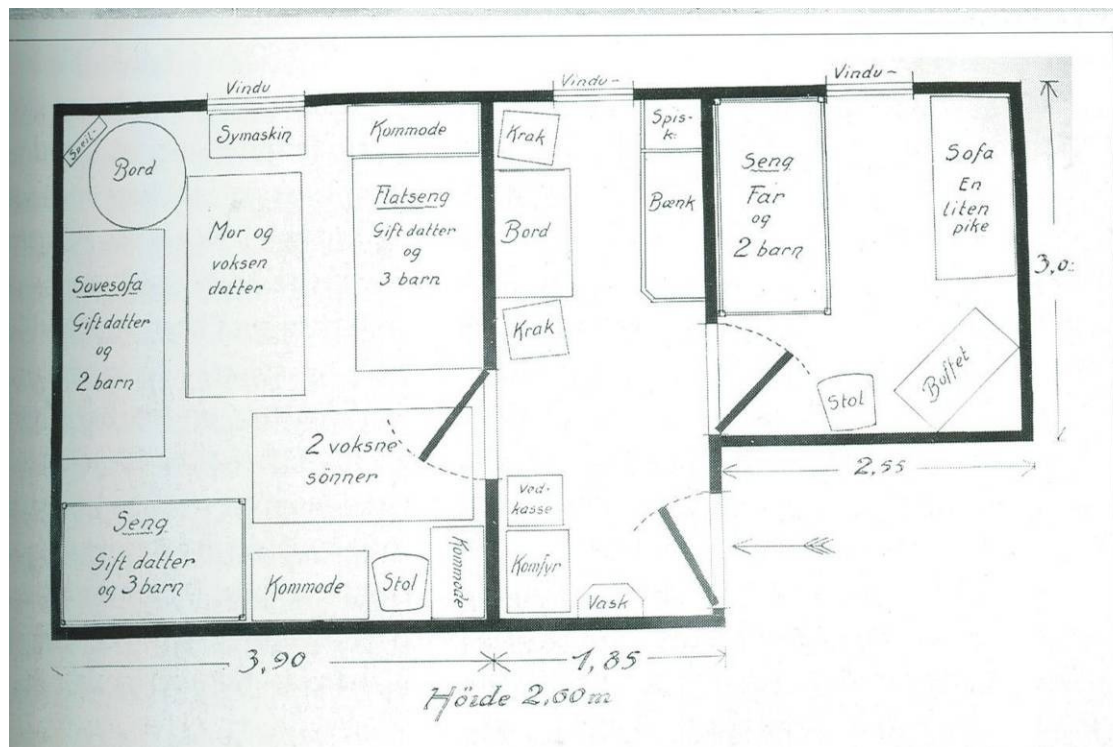 Vindu
Vindu ~
Vindu ~
Bord
Symaskin
Kommode
Mor og
voksen
datter
Flatseng
Gift datter
og
3 barn
Sovesofa
Gift datter
og
2 barn
2 voksne
sönner
Seng
Gift datter
og 3 barn
Kommode
Stol
Kommode
Krak
Bord
Krak
Spis-
k.
Bænk
Ved-
kasse
Komfyr
Vask
Seng
Far
og
2 barn
Sofa
En
liten
pike
Stol
Buffet
3,0
2,55
3,90
1,85
Höide 2,60m